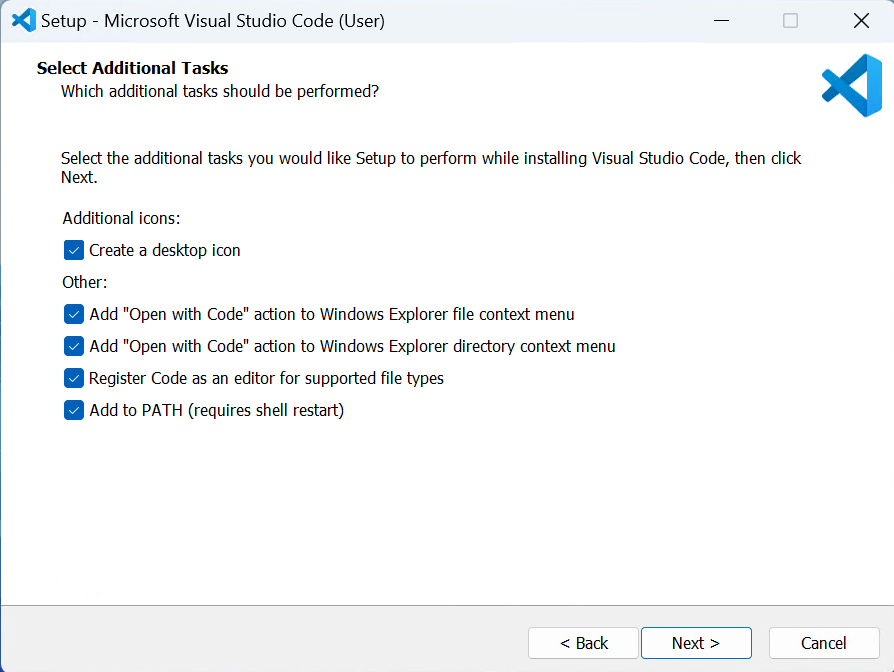 Setup - Microsoft Visual Studio Code (User)
Select Additional Tasks
Which additional tasks should be performed?
Select the additional tasks you would like Setup to perform while installing Visual Studio Code, then click
Next.
Additional icons:
Create a desktop icon
Other:
Add "Open with Code" action to Windows Explorer file context menu
Add "Open with Code" action to Windows Explorer directory context menu
Register Code as an editor for supported file types
Add to PATH (requires shell restart)
< Back Next > Cancel